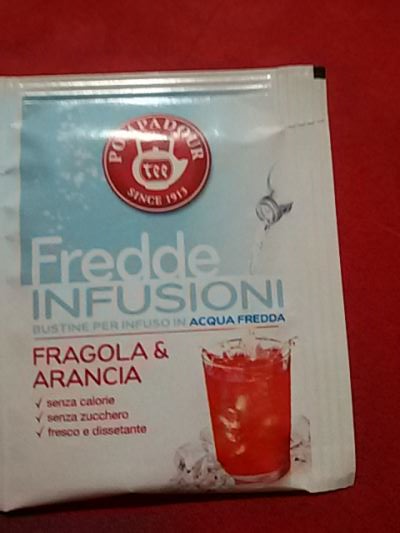 POMPADOUR
tee
SINCE 1913
Fredde
INFUSIONI
BUSTINE PER INFUSO IN ACQUA FREDDA
FRAGOLA &
ARANCIA
✓ senza calorie
✓ senza zucchero
✓ fresco e dissetante